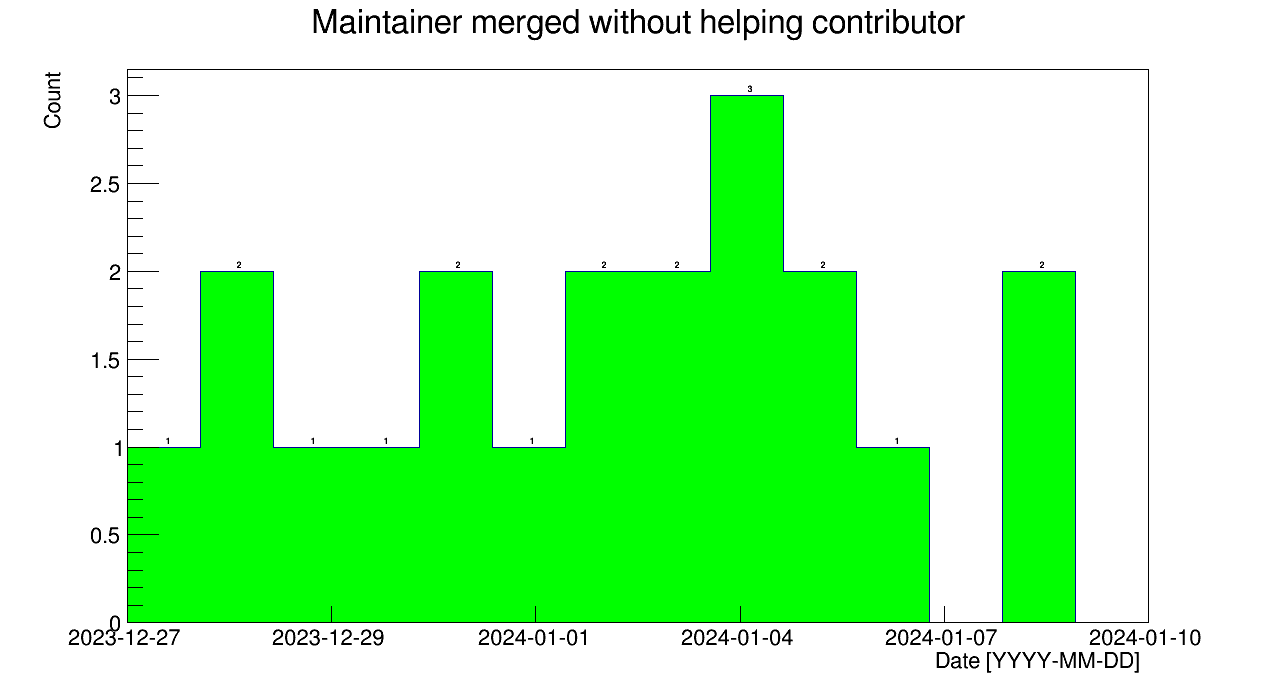 Maintainer merged without helping contributor
Count
3
2.5
2
1.5
1
0.5
0
1 2 1 1 2 1 2 2 3 2 1 2
2023-12-27 2023-12-29 2024-01-01 2024-01-04 2024-01-07 2024-01-10
Date [YYYY-MM-DD]